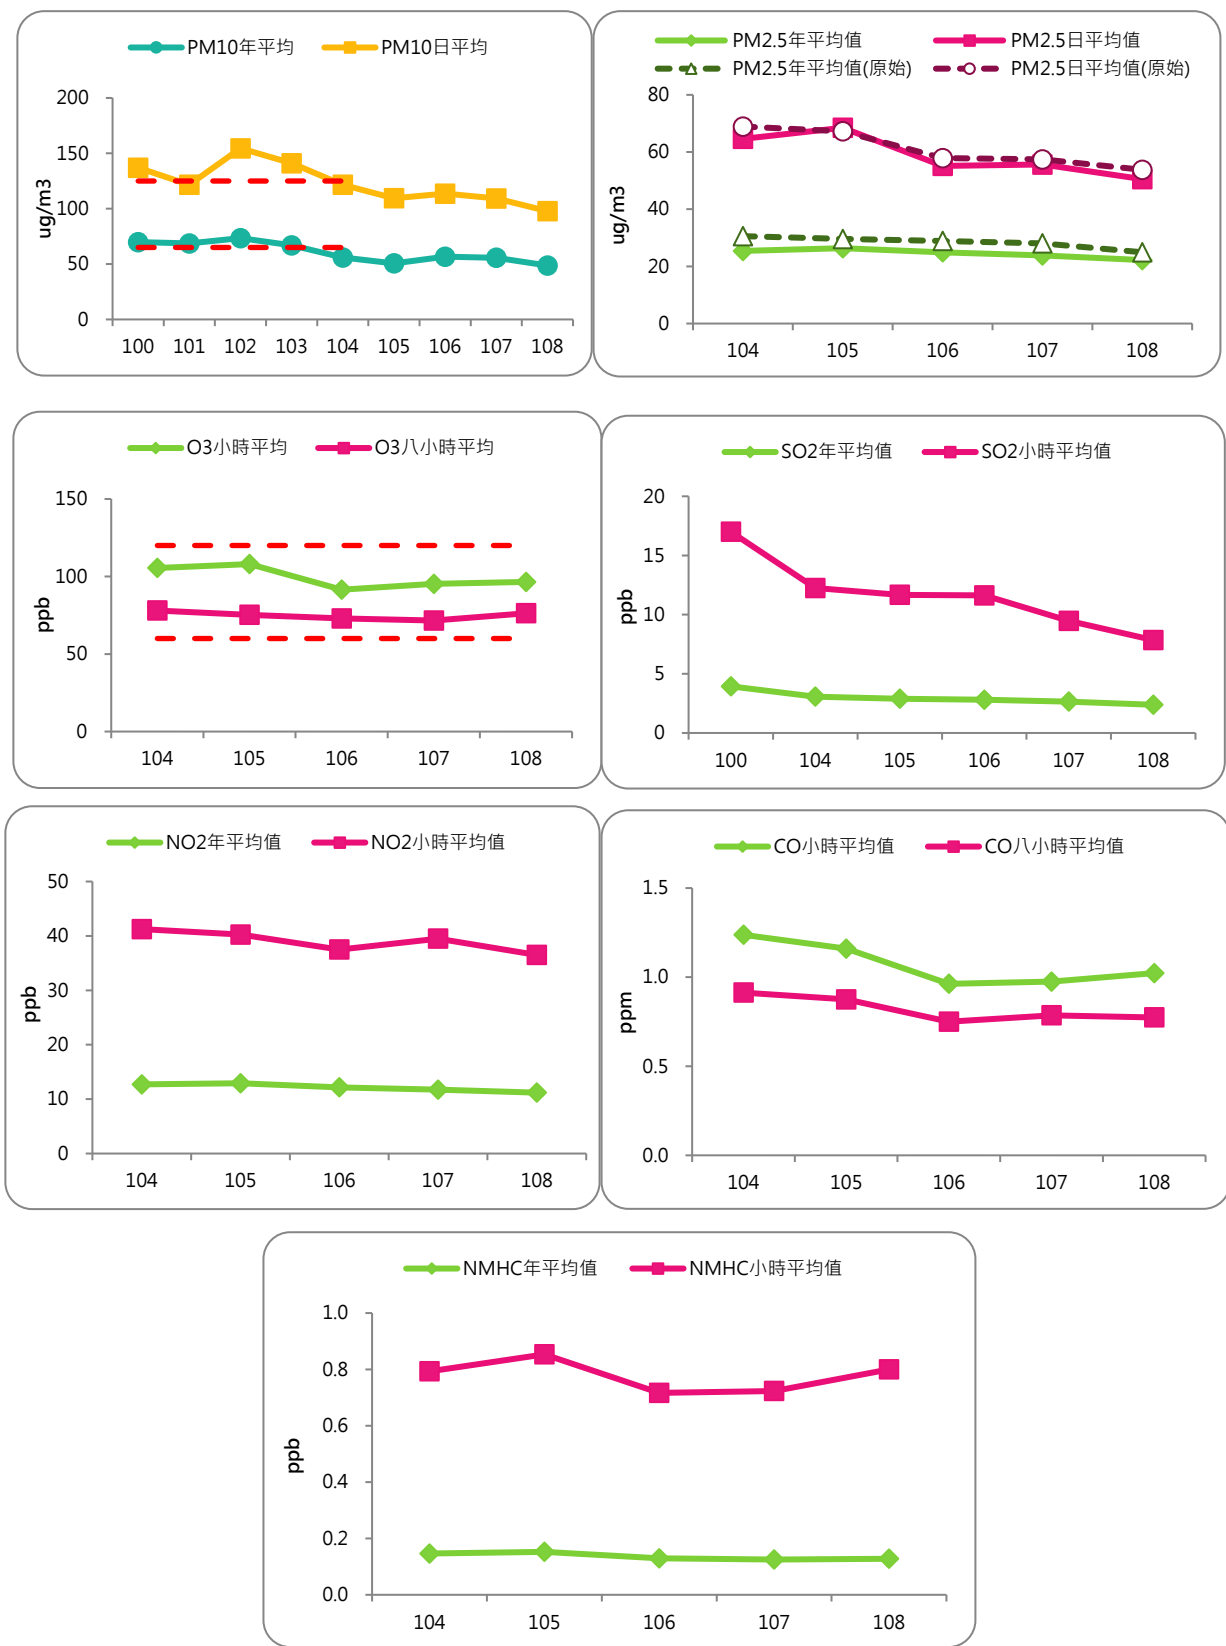 PM10年平均 PM10日平均
200
150
100
50
0
ug/m3
100 101 102 103 104 105 106 107 108
PM2.5年平均值 PM2.5日平均值
PM2.5年平均值(原始) PM2.5日平均值(原始)
80
60
40
20
0
ug/m3
104 105 106 107 108
O3小時平均 O3八小時平均
150
100
50
0
ppb
104 105 106 107 108
SO2年平均值 SO2小時平均值
20
15
10
5
0
ppb
100 104 105 106 107 108
NO2年平均值 NO2小時平均值
50
40
30
20
10
0
ppb
104 105 106 107 108
CO小時平均值 CO八小時平均值
1.5
1.0
0.5
0.0
ppm
104 105 106 107 108
NMHC年平均值 NMHC小時平均值
1.0
0.8
0.6
0.4
0.2
0.0
ppb
104 105 106 107 108